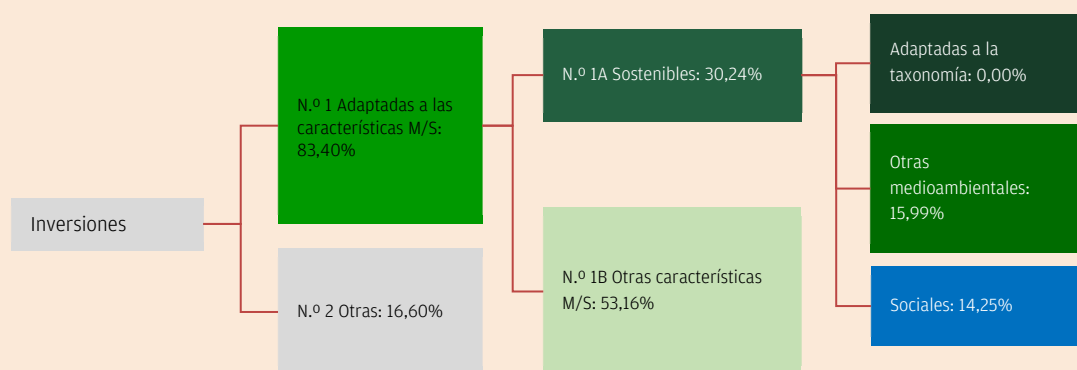 Inversiones
N.º 1 Adaptadas a las
características M/S:
83,40%
N.º 2 Otras: 16,60%
N.º 1A Sostenibles: 30,24%
N.º 1B Otras características
M/S: 53,16%
Adaptadas a la
taxonomía: 0,00%
Otras
medioambientales:
15,99%
Sociales: 14,25%